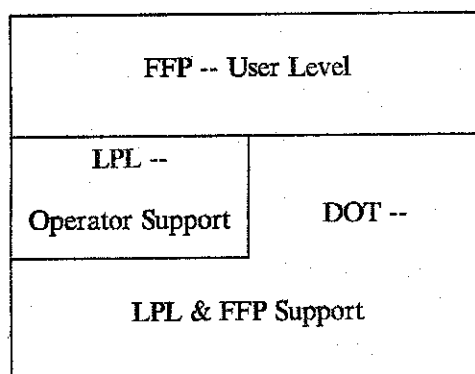 FFP -- User Level
LPL --
Operator Support
DOT --
LPL & FFP Support